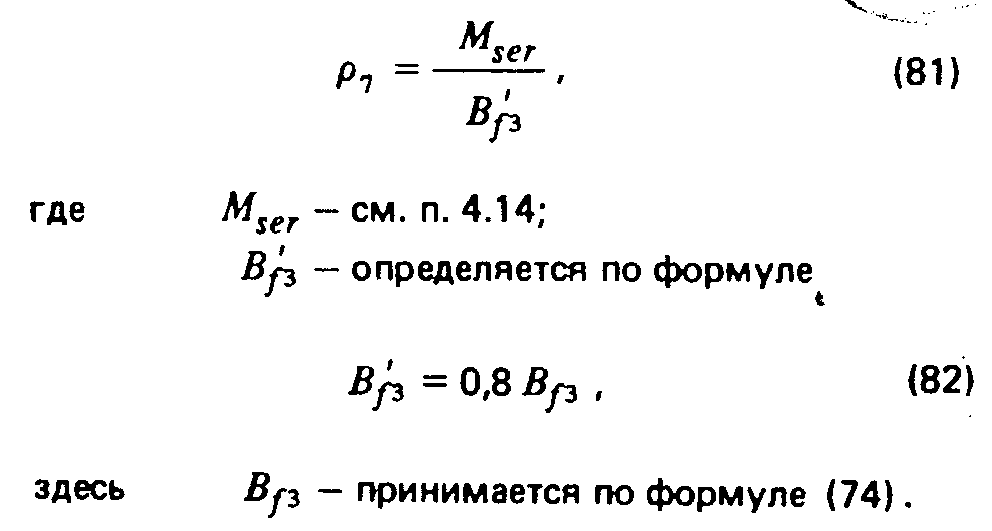 ρ₇ = M_ser / B′_f3 , (81)
где M_ser — см. п. 4.14;
B′_f3 — определяется по формуле
B′_f3 = 0,8 B_f3 , (82)
здесь B_f3 — принимается по формуле (74).